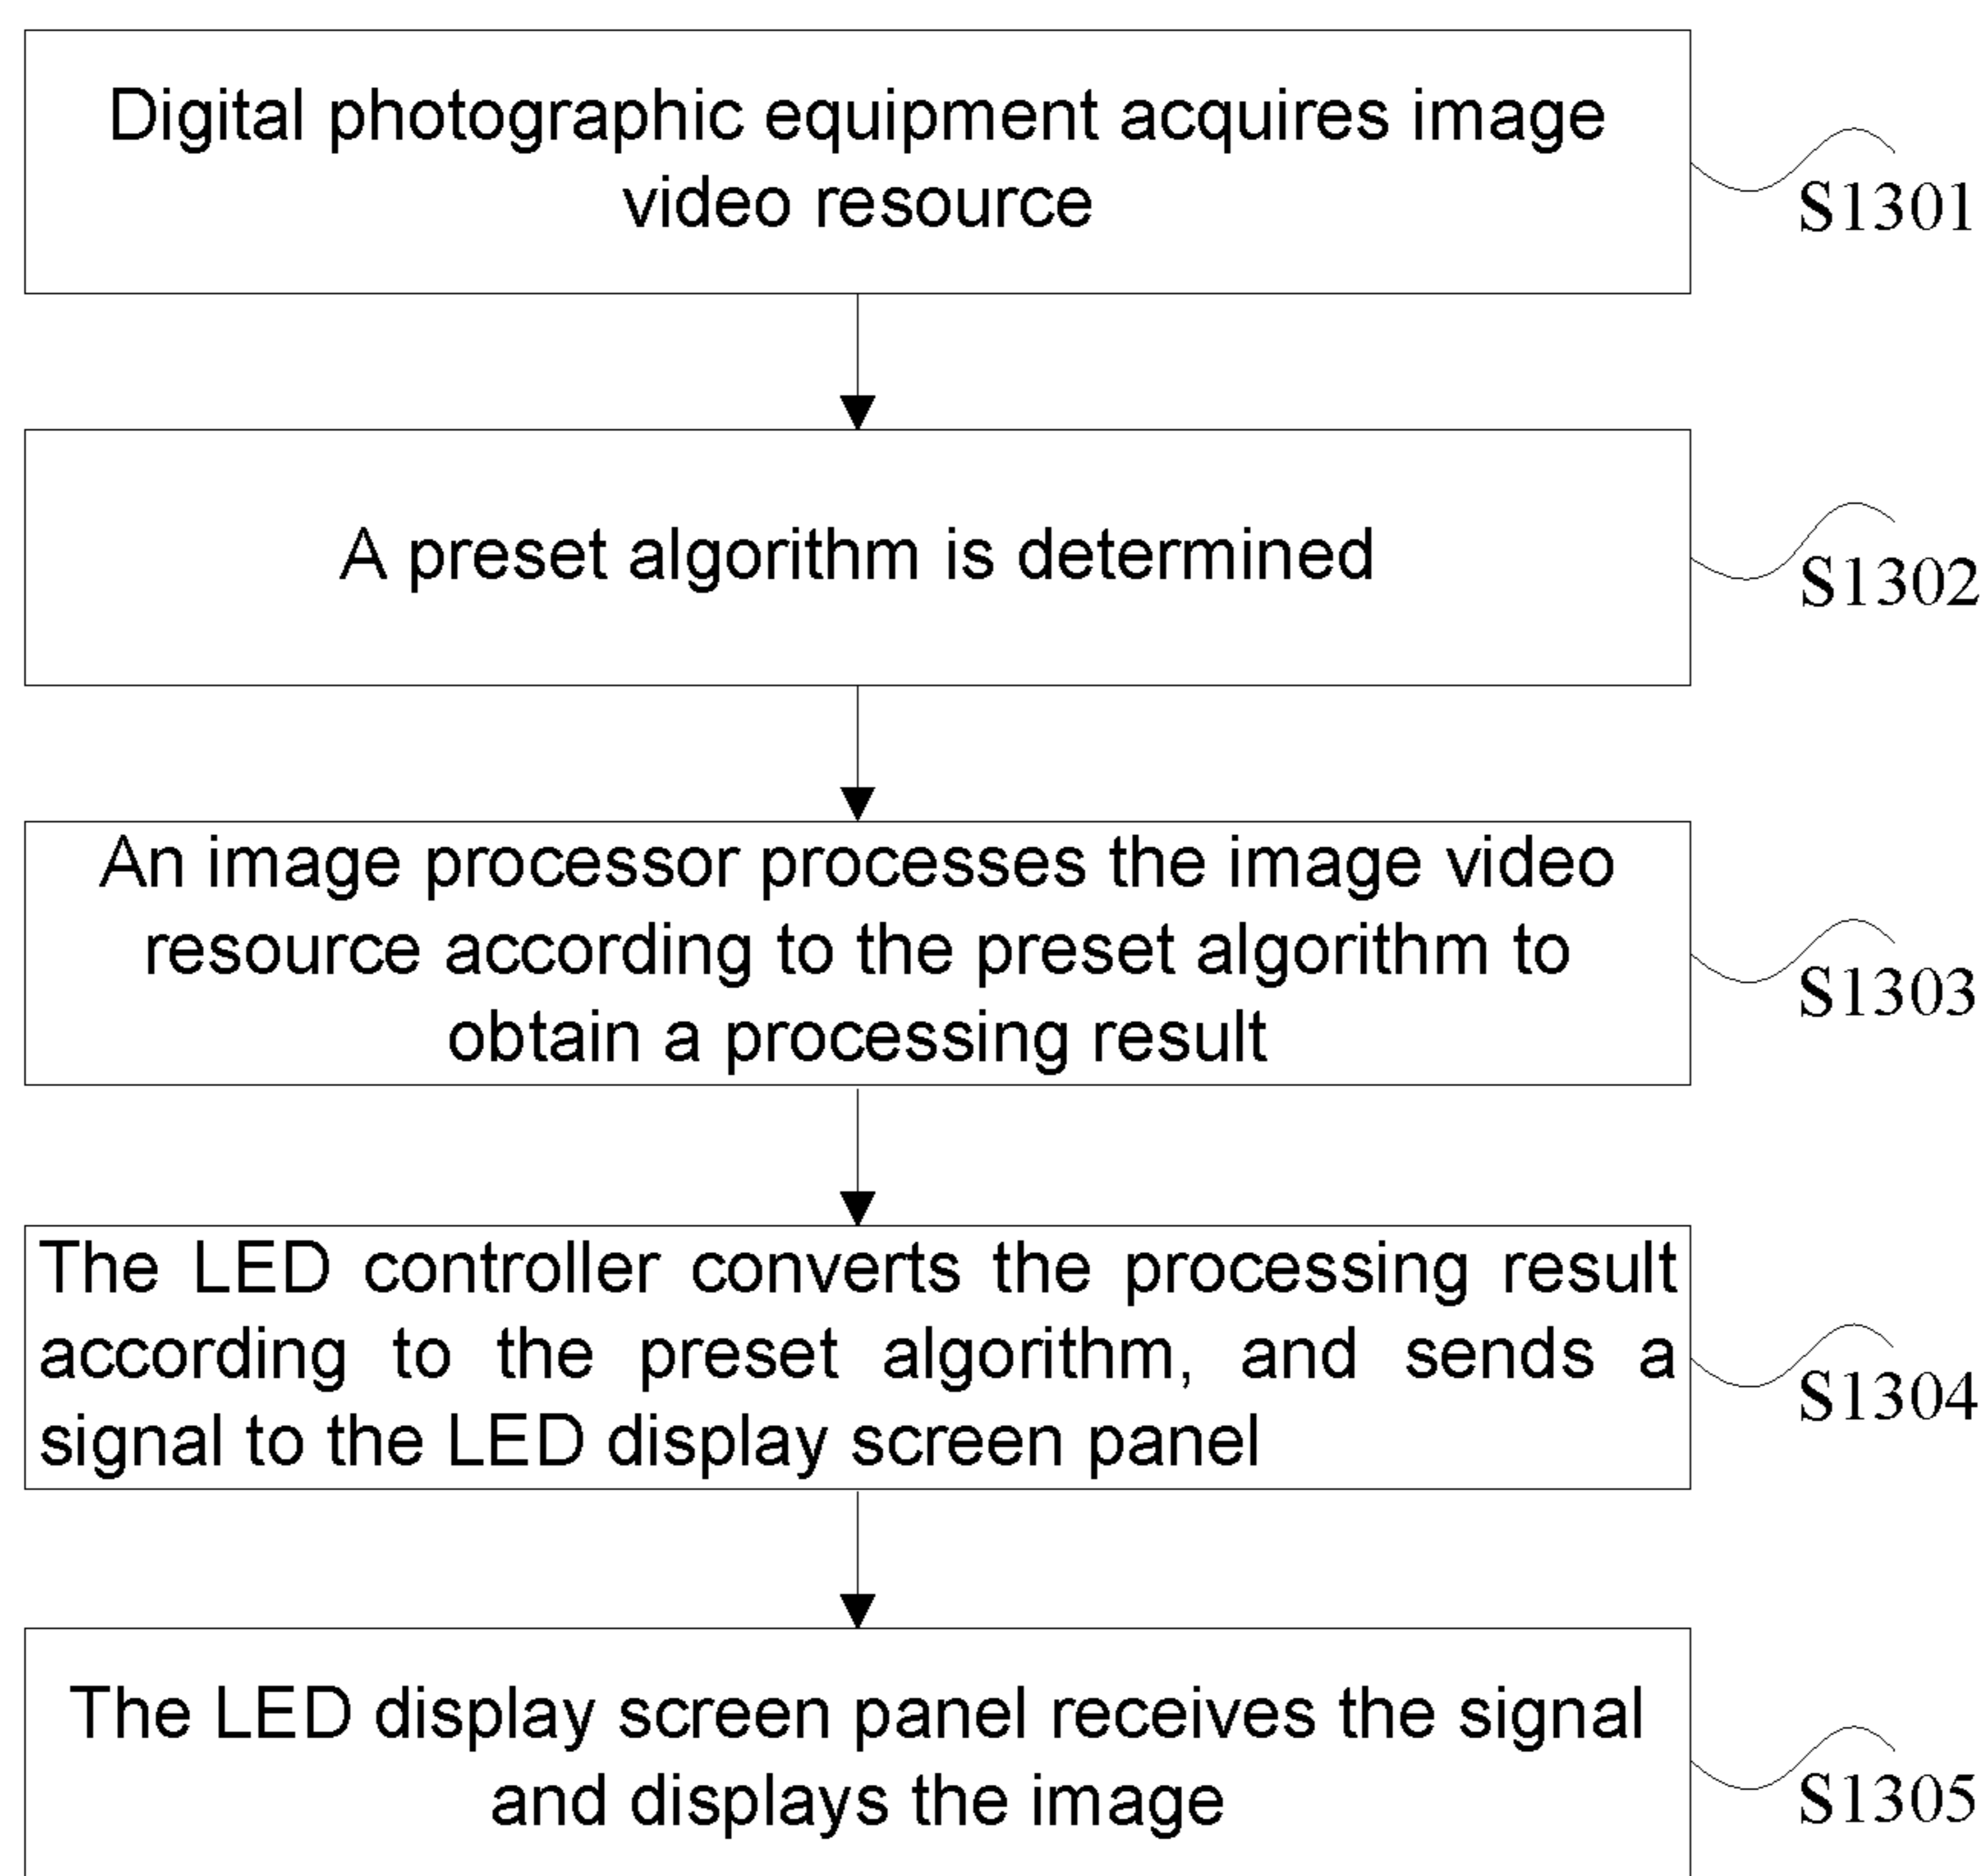 Digital photographic equipment acquires image
video resource
S1301
A preset algorithm is determined
S1302
An image processor processes the image video
resource according to the preset algorithm to
obtain a processing result
S1303
The LED controller converts the processing result
according to the preset algorithm, and sends a
signal to the LED display screen panel
S1304
The LED display screen panel receives the signal
and displays the image
S1305